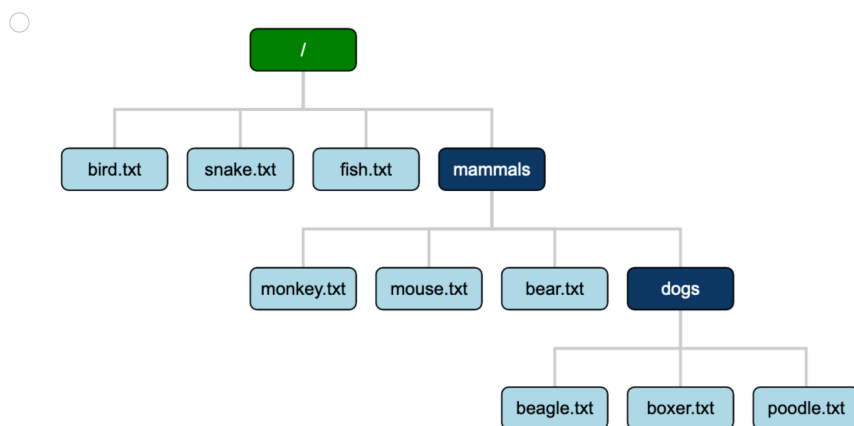 /
bird.txt snake.txt fish.txt mammals
monkey.txt mouse.txt bear.txt dogs
beagle.txt boxer.txt poodle.txt